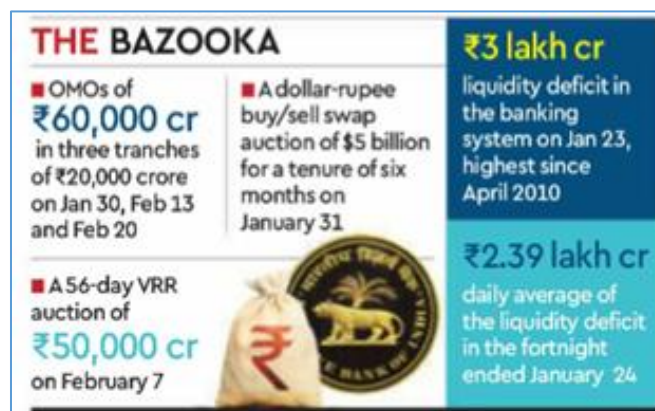 THE BAZOOKA
■ OMOs of
₹60,000 cr
in three tranches
of ₹20,000 crore
on Jan 30, Feb 13
and Feb 20
■ A dollar-rupee
buy/sell swap
auction of $5 billion
for a tenure of six
months on
January 31
■ A 56-day VRR
auction of
₹50,000 cr
on February 7
₹
भारतीय रिज़र्व बैंक
BANK OF INDIA
₹3 lakh cr
liquidity deficit in
the banking
system on Jan 23,
highest since
April 2010
₹2.39 lakh cr
daily average of
the liquidity deficit
in the fortnight
ended January 24